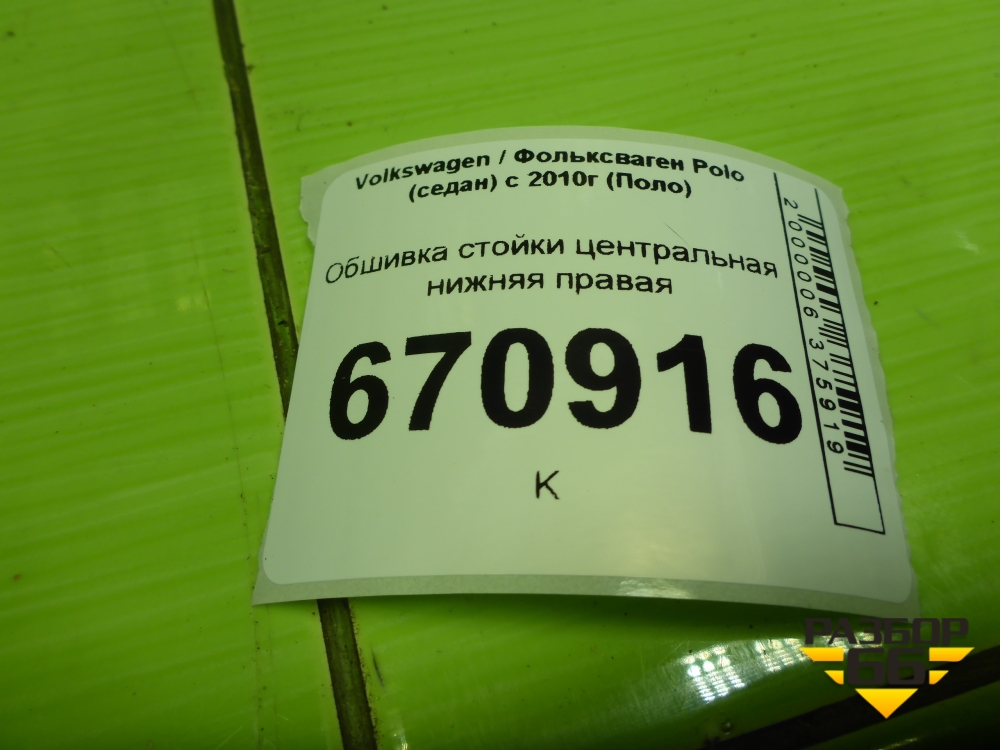 Volkswagen / Фольксваген Polo
(седан) с 2010г (Поло)
Обшивка стойки центральная
нижняя правая
670916
К
2000006375919
РАЗБОР
66